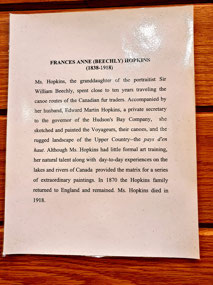 FRANCES ANNE (BEECHLY) HOPKINS
(1838-1918)
Ms. Hopkins, the granddaughter of the portraitist Sir
William Beechly, spent close to ten years traveling the
canoe routes of the Canadian fur traders. Accompanied by
her husband, Edward Martin Hopkins, a private secretary
to the governor of the Hudson's Bay Company, she
sketched and painted the Voyageurs, their canoes, and the
rugged landscape of the Upper Country--the pays d'en
haut. Although Ms. Hopkins had little formal art training,
her natural talent along with day-to-day experiences on the
lakes and rivers of Canada provided the matrix for a series
of extraordinary paintings. In 1870 the Hopkins family
returned to England and remained. Ms. Hopkins died in
1918.